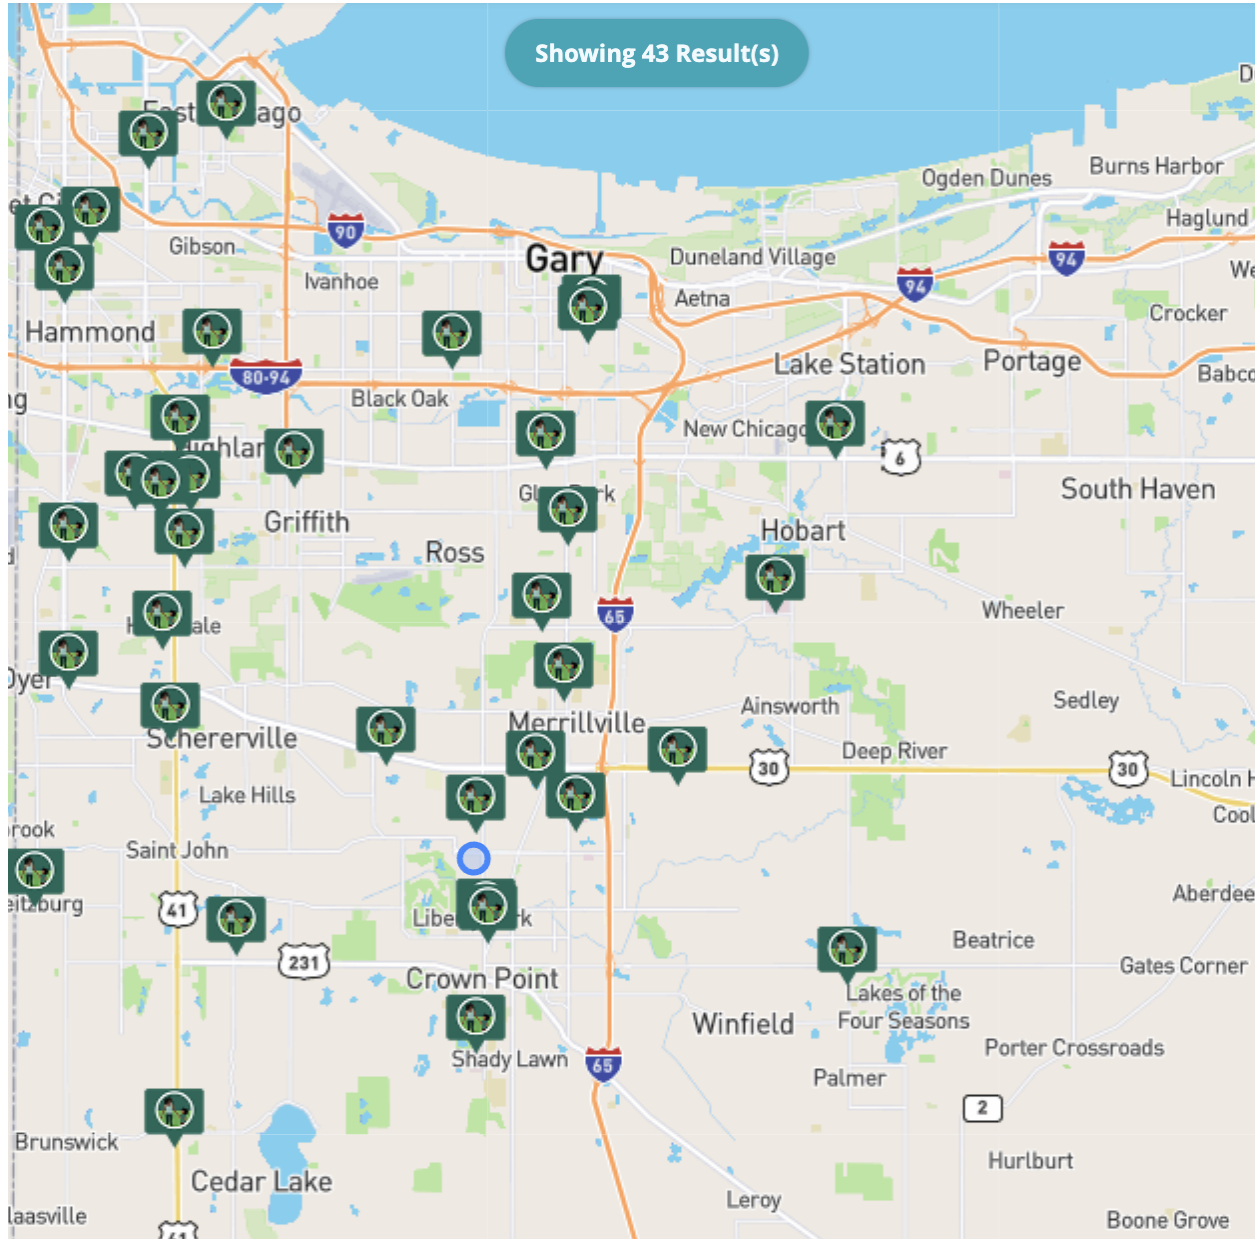 Showing 43 Result(s)
Burns Harbor
Ogden Dunes
Haglund
90
Gibson
Gary
Duneland Village
94
94
Ivanhoe
Aetna
Crocker
Hammond
Lake Station
Portage
80-94
Black Oak
New Chicago
6
South Haven
Griffith
Hobart
Ross
65
Wheeler
Sedley
Ainsworth
Merrillville
Schererville
Deep River
30
30
Lincoln H
Lake Hills
Saint John
41
231
Beatrice
Gates Corner
Crown Point
Lakes of the
Four Seasons
Winfield
Porter Crossroads
Shady Lawn
65
Palmer
2
Brunswick
Hurlburt
Cedar Lake
Leroy
Boone Grove